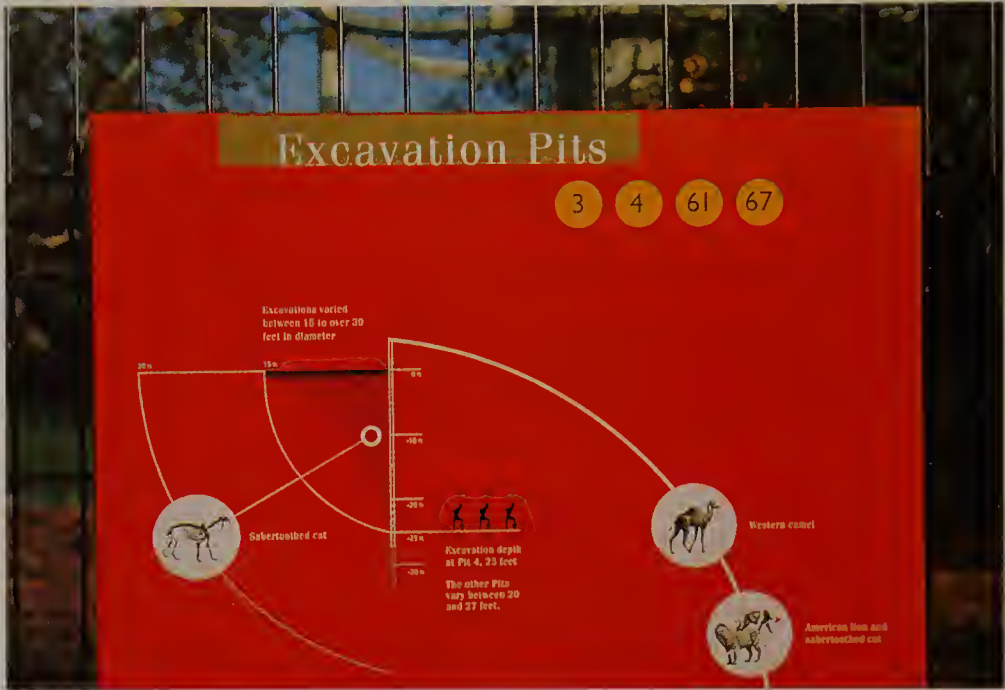 Excavation Pits
3 4 61 67
Excavations varied
between 15 to over 30
feet in diameter
30 ft
15 ft
0 ft
-10 ft
-20 ft
-25 ft
-30 ft
Sabertoothed cat
Excavation depth
at Pit 4, 25 feet
The other Pits
vary between 20
and 27 feet.
Western camel
American lion and
sabertoothed cat